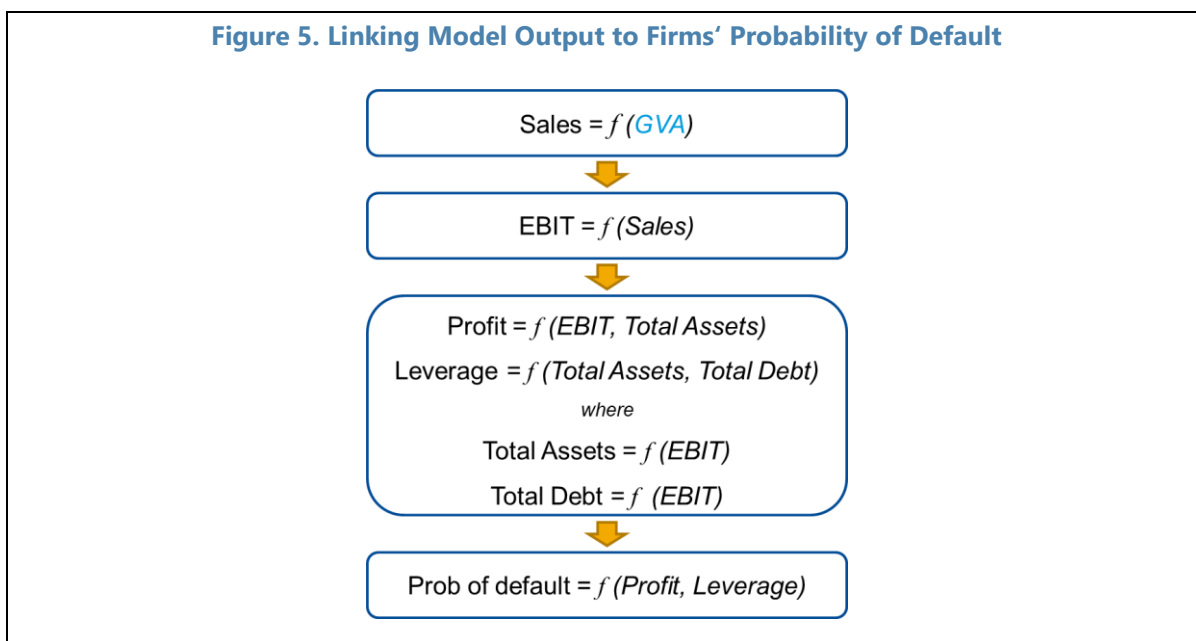 Figure 5. Linking Model Output to Firms‘ Probability of Default
Sales = f (GVA)
EBIT = f (Sales)
Profit = f (EBIT, Total Assets)
Leverage = f (Total Assets, Total Debt)
where
Total Assets = f (EBIT)
Total Debt = f (EBIT)
Prob of default = f (Profit, Leverage)